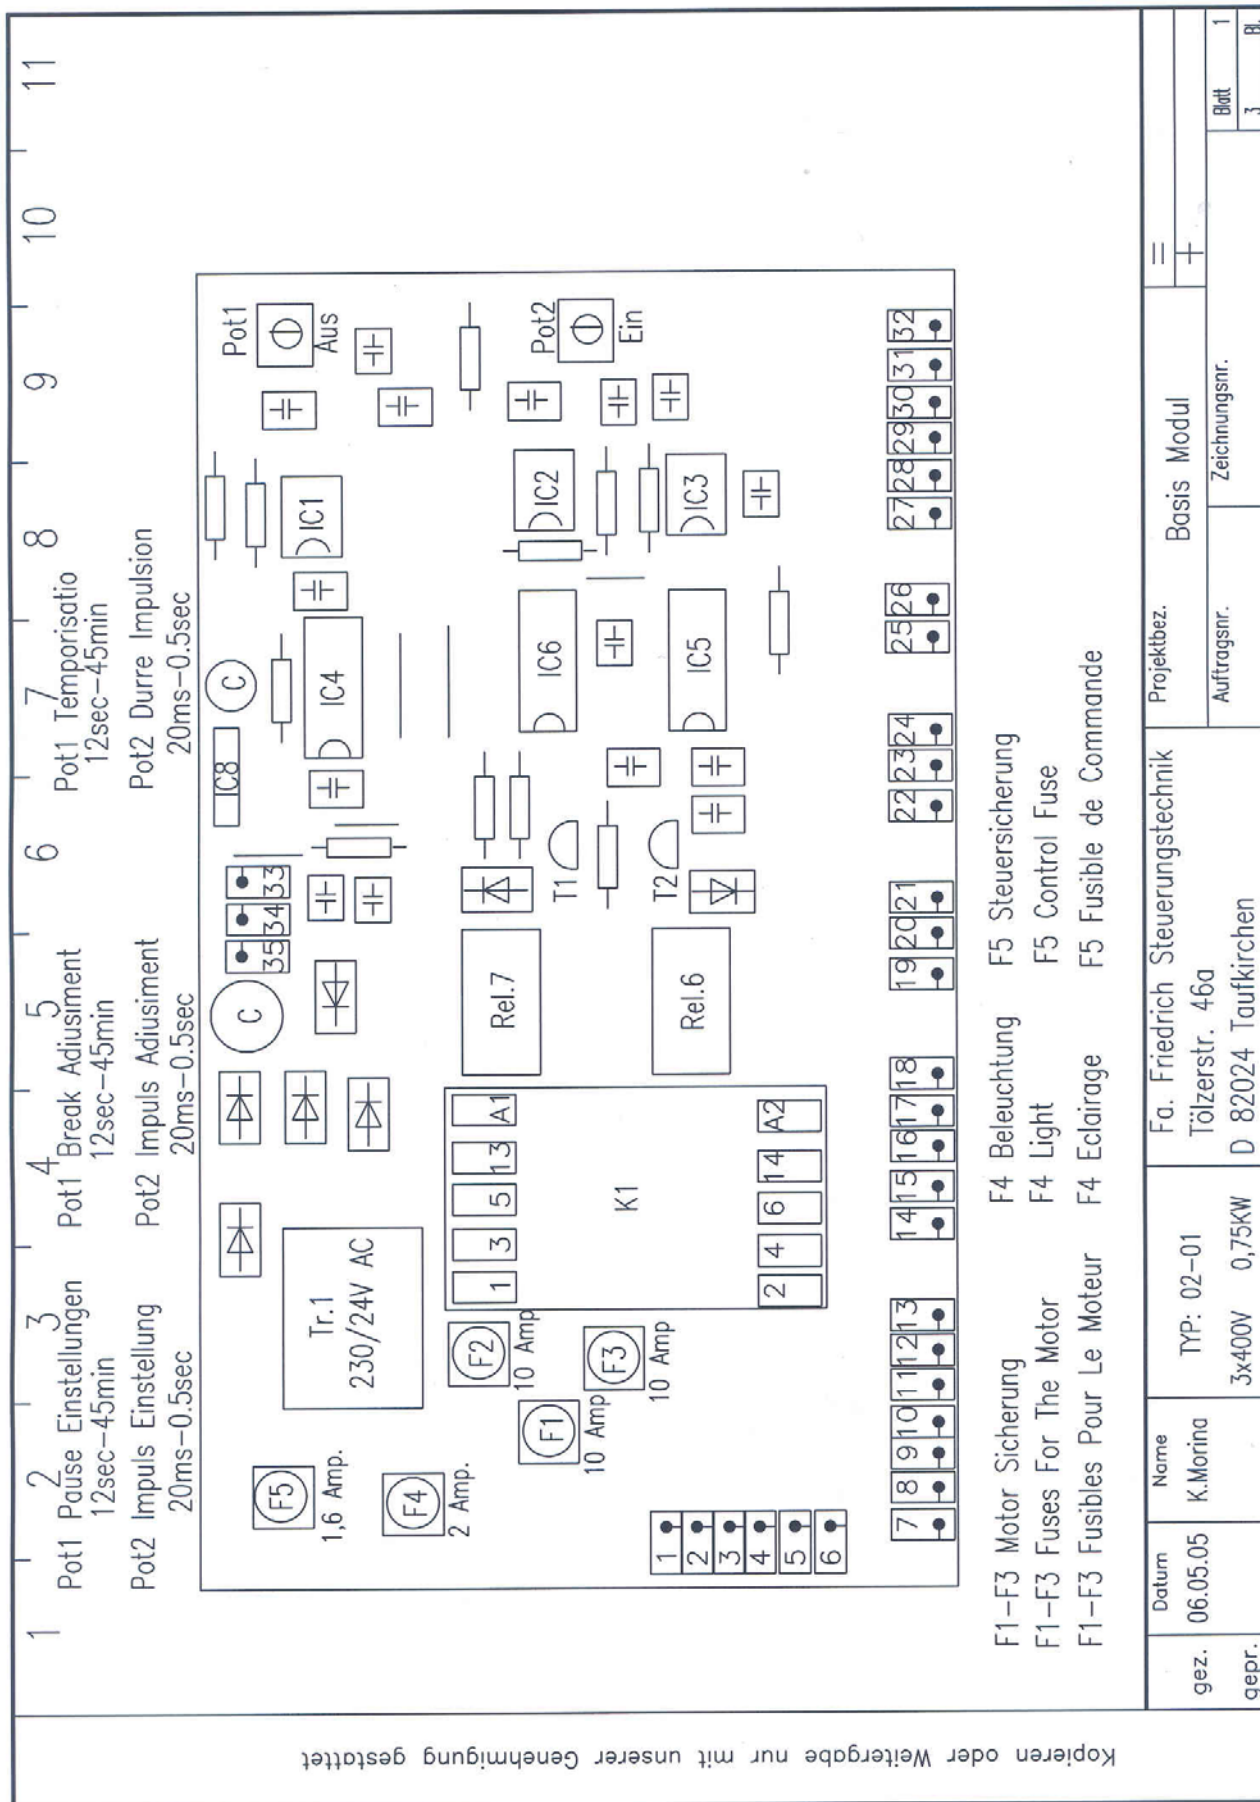 1 2 3 4 5 6 7 8 9 10 11
Pot1 Pause Einstellungen
12sec-45min
Pot2 Impuls Einstellung
20ms-0.5sec
Pot1 Break Adiusiment
12sec-45min
Pot2 Impuls Adiusiment
20ms-0.5sec
Pot1 Temporisatio
12sec-45min
Pot2 Durre Impulsion
20ms-0.5sec
F5
1,6 Amp.
F4
2 Amp.
Tr.1
230/24V AC
F2
10 Amp
F1
10 Amp
F3
10 Amp
C
35 34 33
IC8
C
IC4
IC1
Pot1
Aus
1 3 5 13 A1
K1
2 4 6 14 A2
Rel.7
Rel.6
T1
T2
IC6
IC5
IC2
IC3
Pot2
Ein
1
2
3
4
5
6
7 8 9 10 11 12 13 14 15 16 17 18 19 20 21 22 23 24 25 26 27 28 29 30 31 32
F1-F3 Motor Sicherung
F1-F3 Fuses For The Motor
F1-F3 Fusibles Pour Le Moteur
F4 Beleuchtung
F4 Light
F4 Eclairage
F5 Steuersicherung
F5 Control Fuse
F5 Fusible de Commande
Datum Name
gez. 06.05.05 K.Morina
gepr.
TYP: 02-01
3x400V 0,75KW
Fa. Friedrich Steuerungstechnik
Tölzerstr. 46a
D 82024 Taufkirchen
Projektbez.
Basis Modul
=
+
Auftragsnr.
Zeichnungsnr.
Blatt 1
3 Bl.
Kopieren oder Weitergabe nur mit unserer Genehmigung gestattet